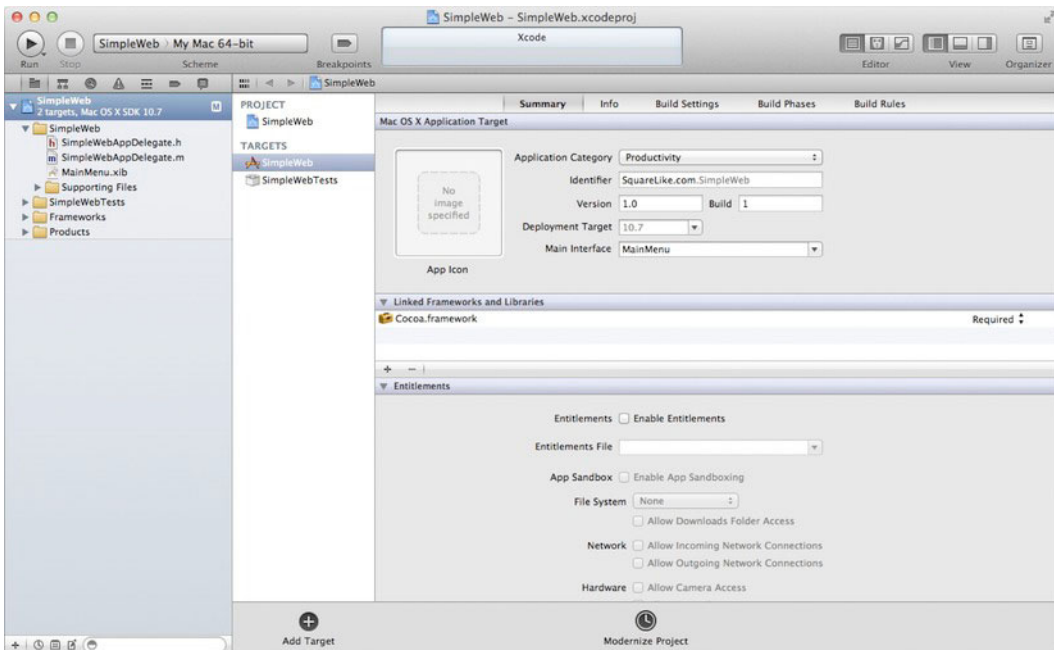 SimpleWeb – SimpleWeb.xcodeproj
SimpleWeb › My Mac 64-bit
Xcode
Run Stop Scheme Breakpoints Editor View Organizer
SimpleWeb
SimpleWeb
2 targets, Mac OS X SDK 10.7
M
SimpleWeb
h SimpleWebAppDelegate.h
m SimpleWebAppDelegate.m
MainMenu.xib
Supporting Files
SimpleWebTests
Frameworks
Products
PROJECT
SimpleWeb
TARGETS
SimpleWeb
SimpleWebTests
Summary Info Build Settings Build Phases Build Rules
Mac OS X Application Target
No
image
specified
App Icon
Application Category Productivity
Identifier SquareLike.com.SimpleWeb
Version 1.0 Build 1
Deployment Target 10.7
Main Interface MainMenu
Linked Frameworks and Libraries
Cocoa.framework Required
Entitlements
Entitlements Enable Entitlements
Entitlements File
App Sandbox Enable App Sandboxing
File System None
Allow Downloads Folder Access
Network Allow Incoming Network Connections
Allow Outgoing Network Connections
Hardware Allow Camera Access
Add Target
Modernize Project